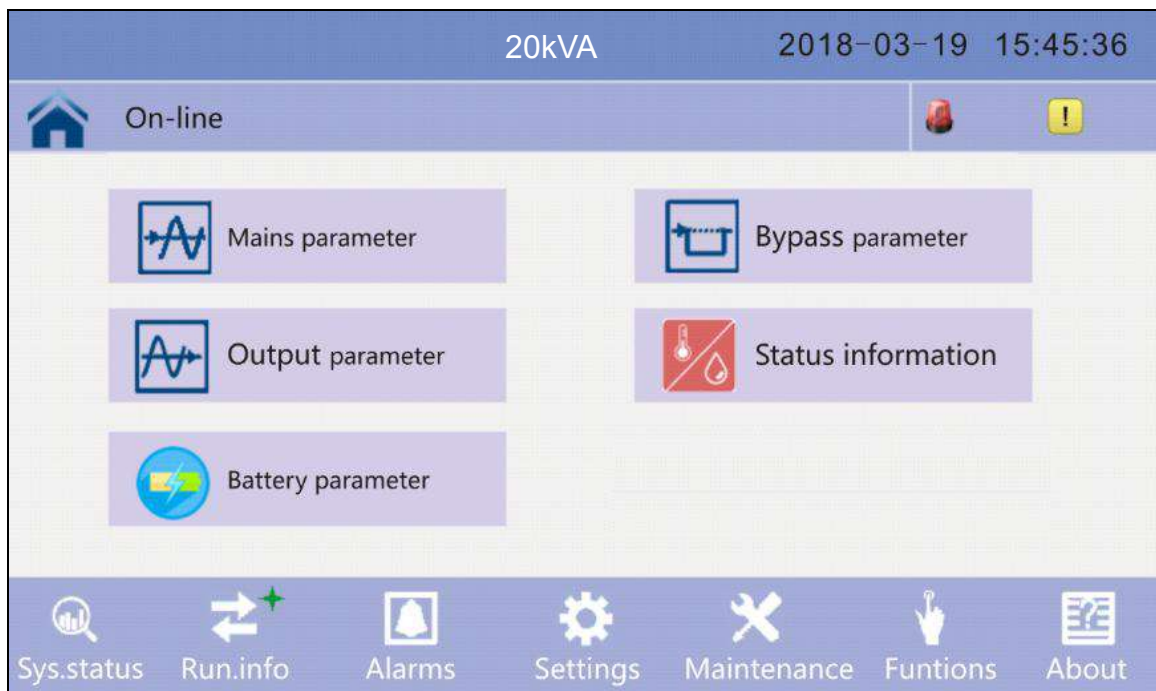 20kVA 2018-03-19 15:45:36
On-line !
Mains parameter Bypass parameter
Output parameter Status information
Battery parameter
Sys.status Run.info Alarms Settings Maintenance Funtions About